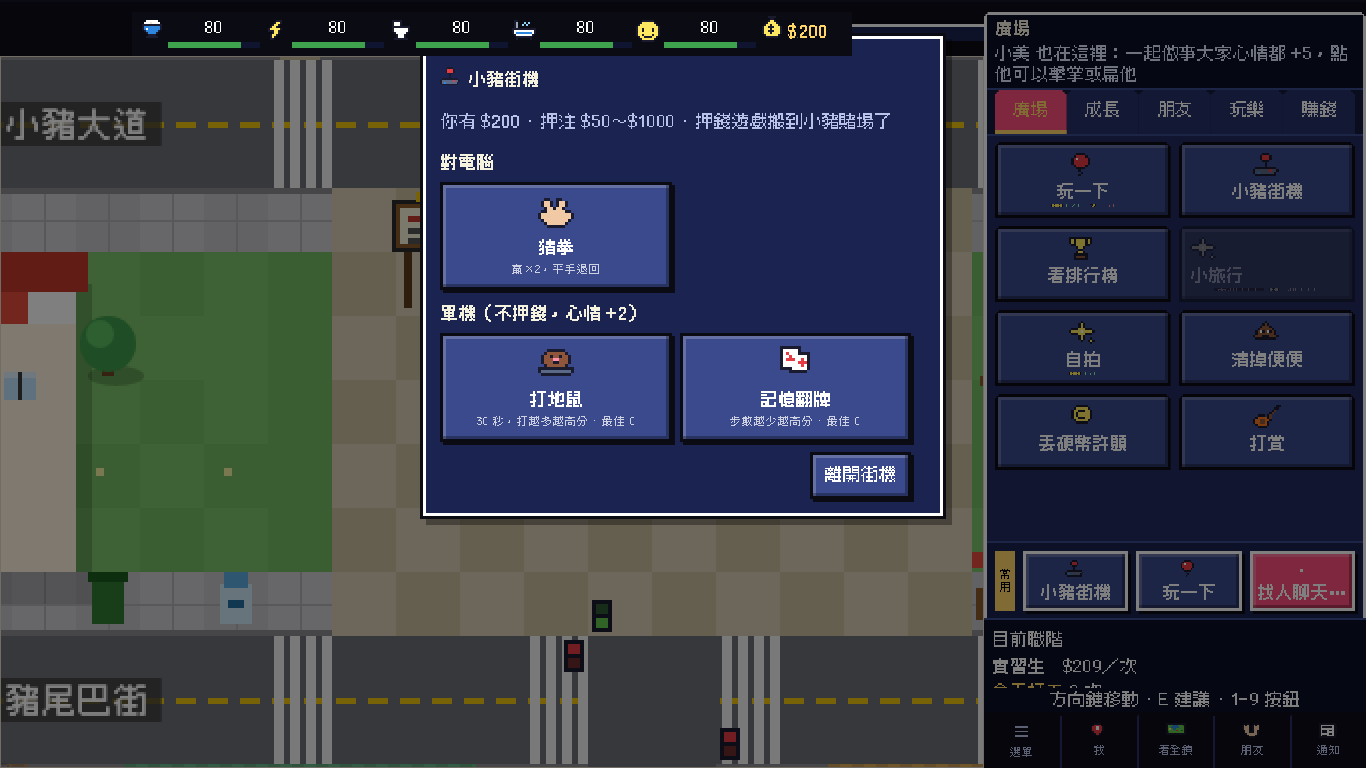 80
80
80
80
80
$200
小豬街機
你有 $200 · 押注 $50～$1000 · 押錢遊戲搬到小豬賭場了
對電腦
豬拳
贏×2，平手退回
單機（不押錢，心情+2）
打地鼠
30 秒，打越多越高分 · 最佳 0
記憶翻牌
步數越少越高分 · 最佳 0
離開街機
小豬大道
豬尾巴街
廣場
小美 也在這裡：一起做事大家心情都 +5，點
他可以擊掌或扁他
廣場
成長
朋友
玩樂
賺錢
玩一下
小豬街機
看排行榜
小旅行
自拍
清掉便便
丟硬幣許願
打賞
常用
小豬街機
玩一下
找人聊天…
目前職階
實習生 $209／次
方向鍵移動 · E 建議 · 1-9 按鈕
選單
我
看全鎮
朋友
通知